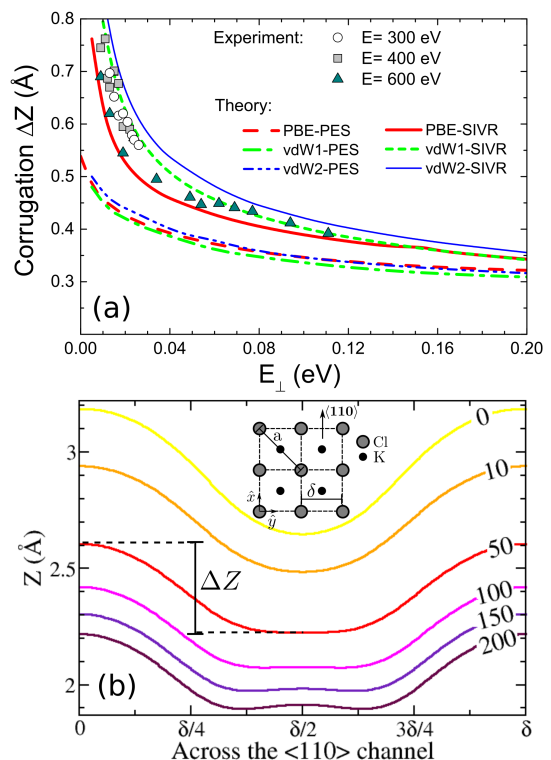 0.8
0.7
0.6
0.5
0.4
0.3
Corrugation ΔZ (Å)
Experiment:
E= 300 eV
E= 400 eV
E= 600 eV
Theory:
PBE-PES PBE-SIVR
vdW1-PES vdW1-SIVR
vdW2-PES vdW2-SIVR
(a)
0.00 0.04 0.08 0.12 0.16 0.20
E⊥ (eV)
3
2.5
2
Z (Å)
⟨110⟩
a
Cl
K
δ
x̂
ŷ
0
10
50
100
150
200
ΔZ
(b)
0 δ/4 δ/2 3δ/4 δ
Across the <110> channel